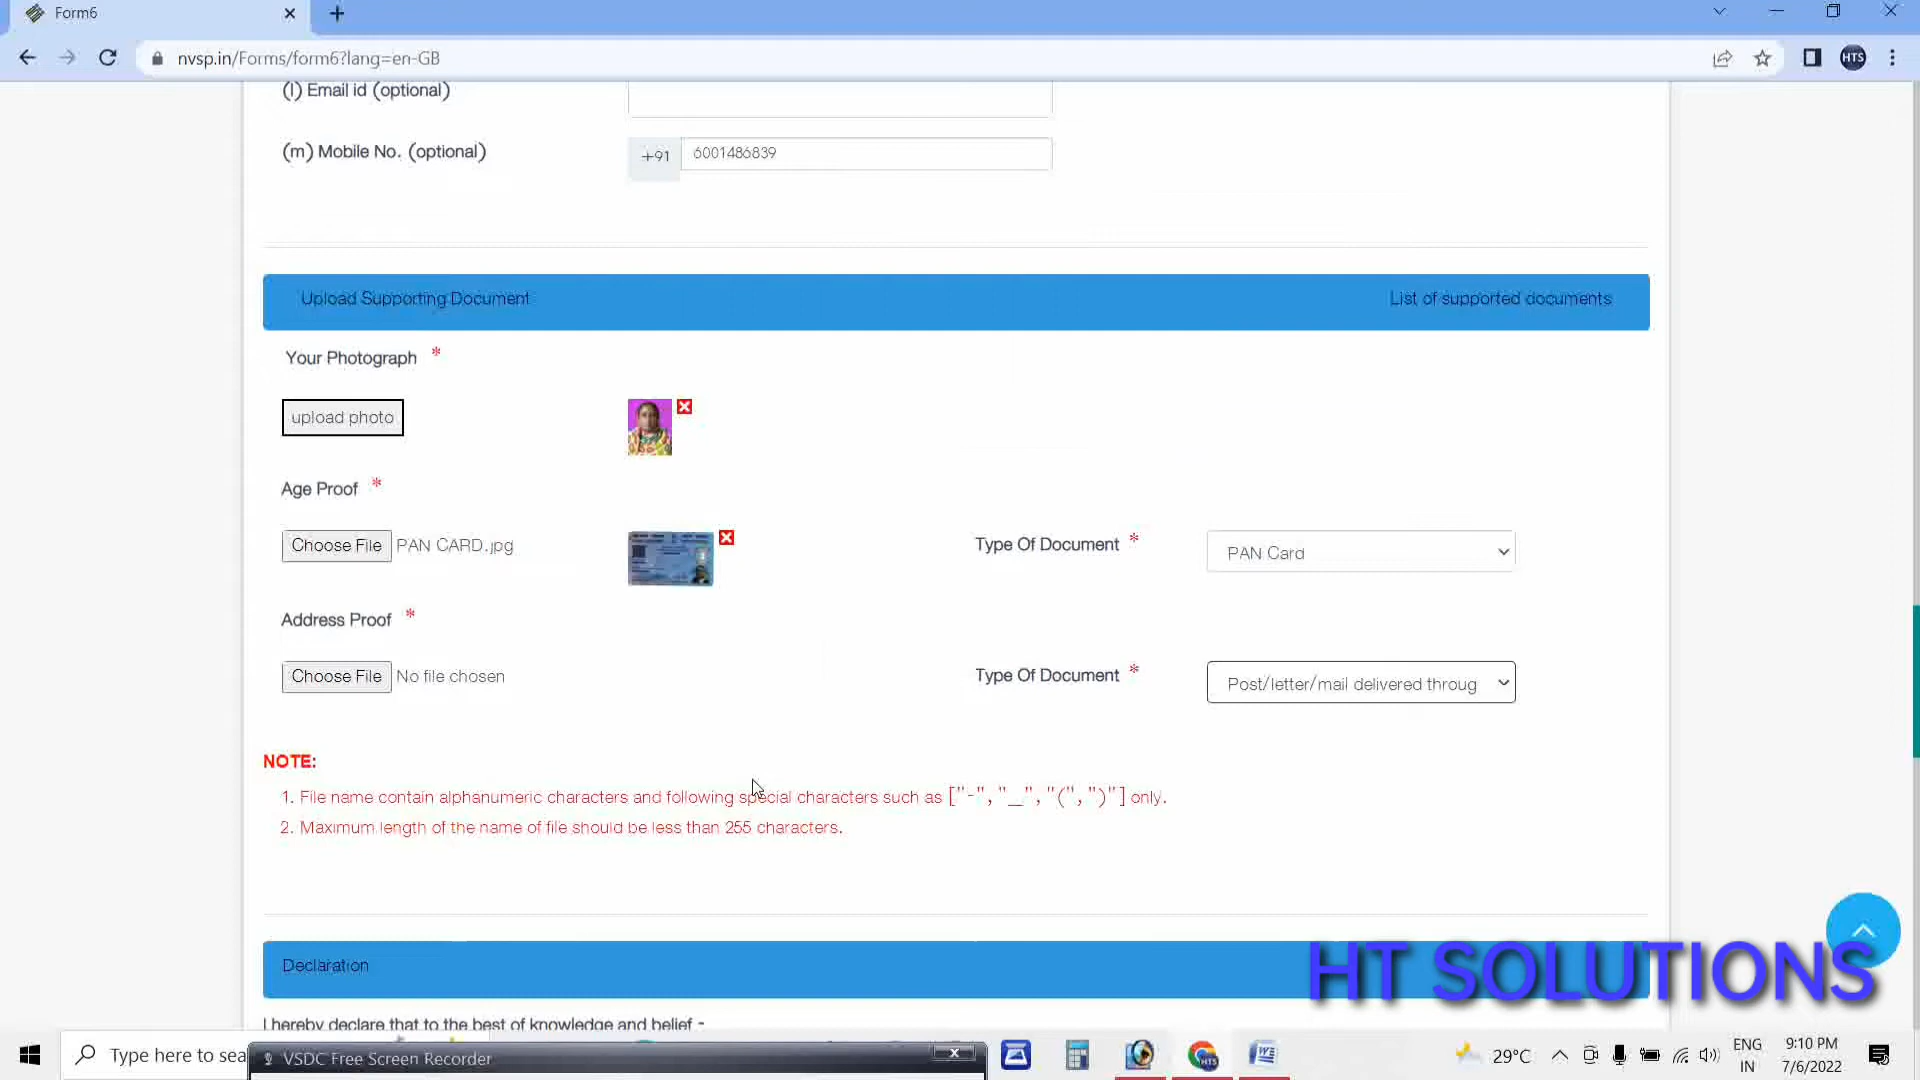 Form6
nvsp.in/Forms/form6?lang=en-GB
HTS
(l) Email id (optional)
(m) Mobile No. (optional)
+91
6001486839
Upload Supporting Document
List of supported documents
Your Photograph *
upload photo
Age Proof *
Choose File PAN CARD.jpg
Type Of Document *
PAN Card
Address Proof *
Choose File No file chosen
Type Of Document *
Post/letter/mail delivered throug
NOTE:
1. File name contain alphanumeric characters and following special characters such as ["-","_","(",")"] only.
2. Maximum length of the name of file should be less than 255 characters.
Declaration
HT SOLUTIONS
I hereby declare that to the best of knowledge and belief -
Type here to sea
VSDC Free Screen Recorder
29°C
ENG
IN
9:10 PM
7/6/2022